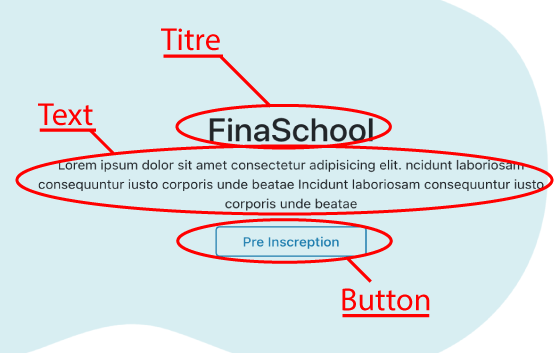 Titre
FinaSchool
Text
Lorem ipsum dolor sit amet consectetur adipisicing elit. ncidunt laboriosam
consequuntur iusto corporis unde beatae Incidunt laboriosam consequuntur iusto
corporis unde beatae
Pre Inscreption
Button